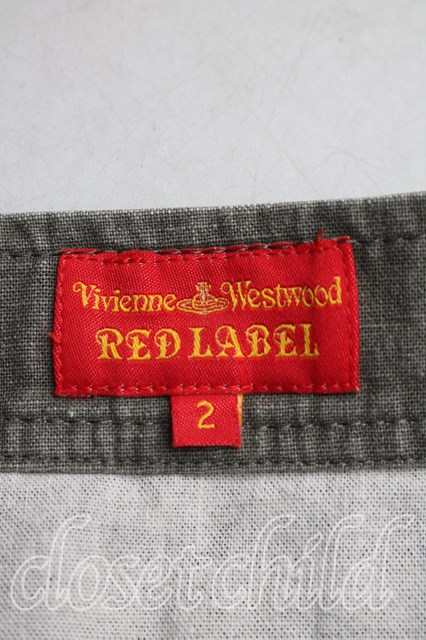 Vivienne Westwood
RED LABEL
2
closet child